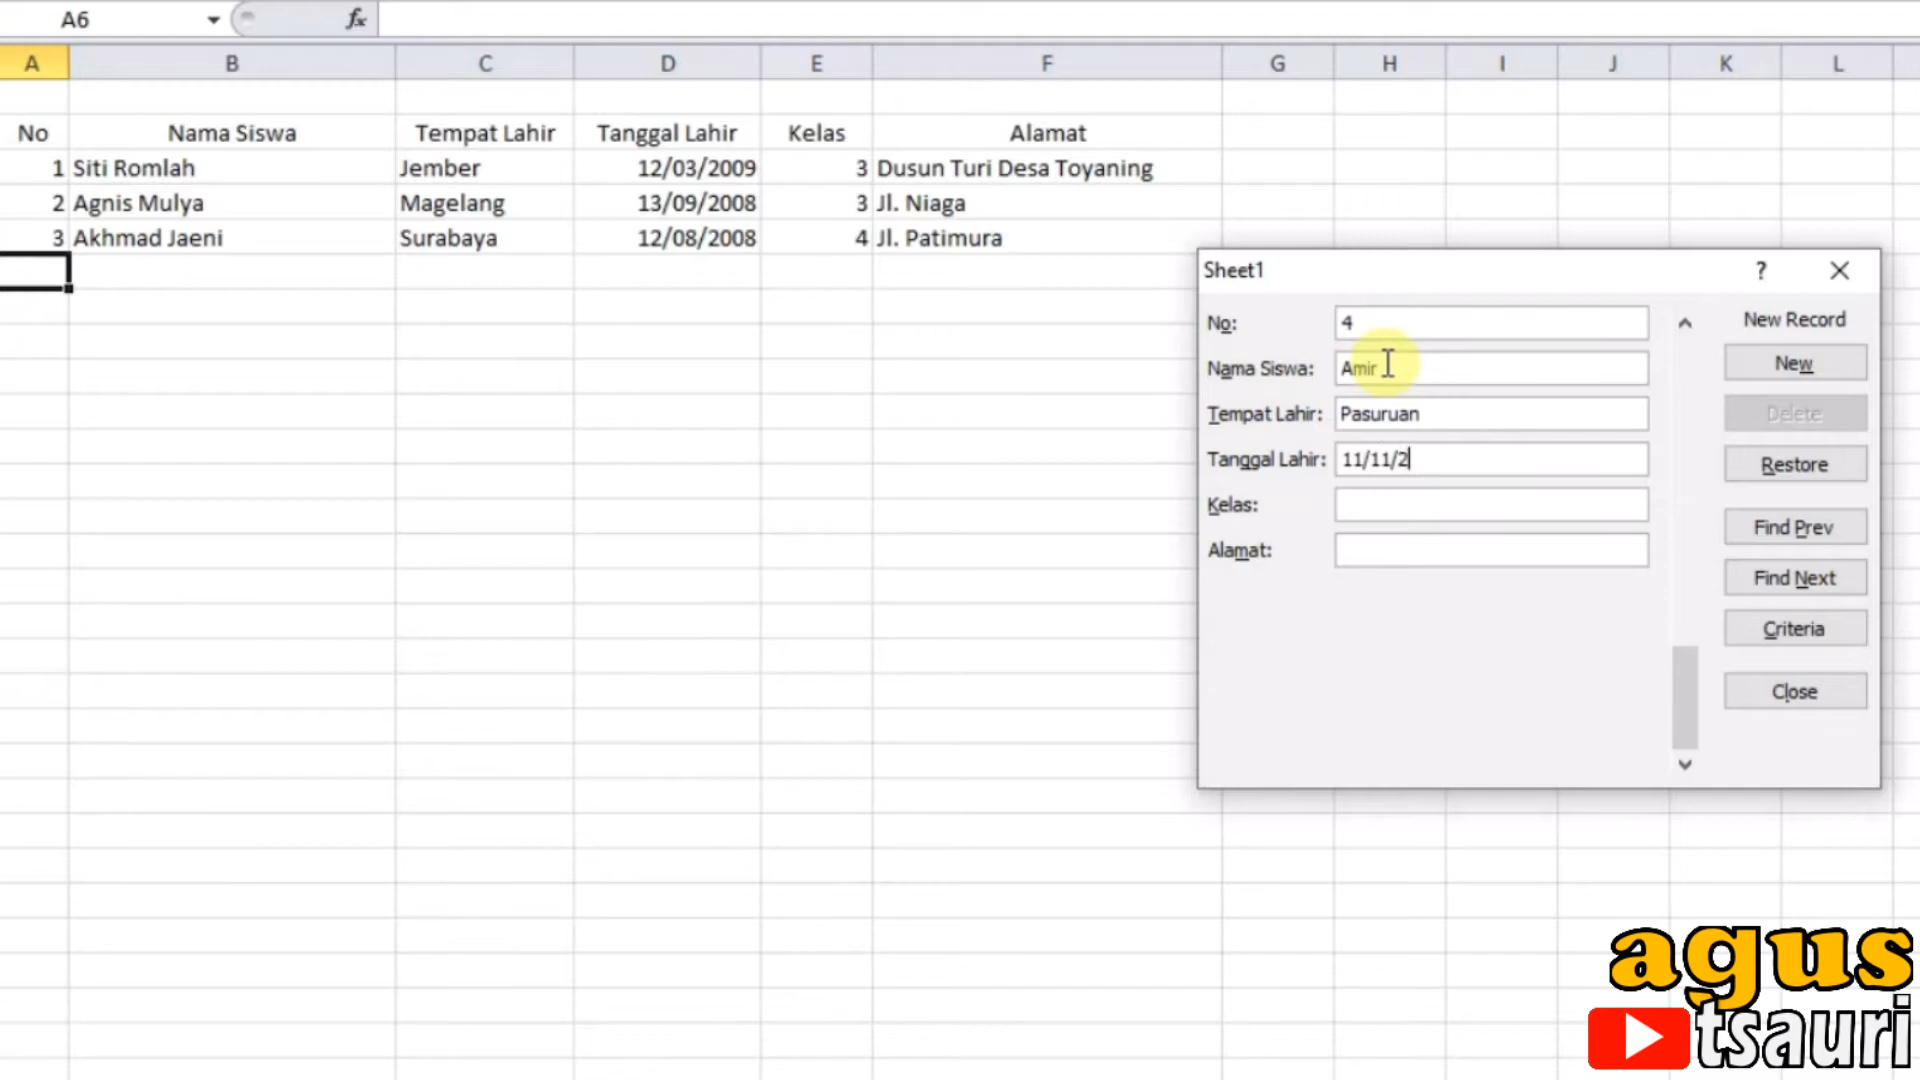 A6 fx
A B C D E F G H I J K L
No Nama Siswa Tempat Lahir Tanggal Lahir Kelas Alamat
1 Siti Romlah Jember 12/03/2009 3 Dusun Turi Desa Toyaning
2 Agnis Mulya Magelang 13/09/2008 3 Jl. Niaga
3 Akhmad Jaeni Surabaya 12/08/2008 4 Jl. Patimura
Sheet1 ?
No: 4
Nama Siswa: Amir
Tempat Lahir: Pasuruan
Tanggal Lahir: 11/11/2
Kelas:
Alamat:
New Record
New
Delete
Restore
Find Prev
Find Next
Criteria
Close
agus
tsauri